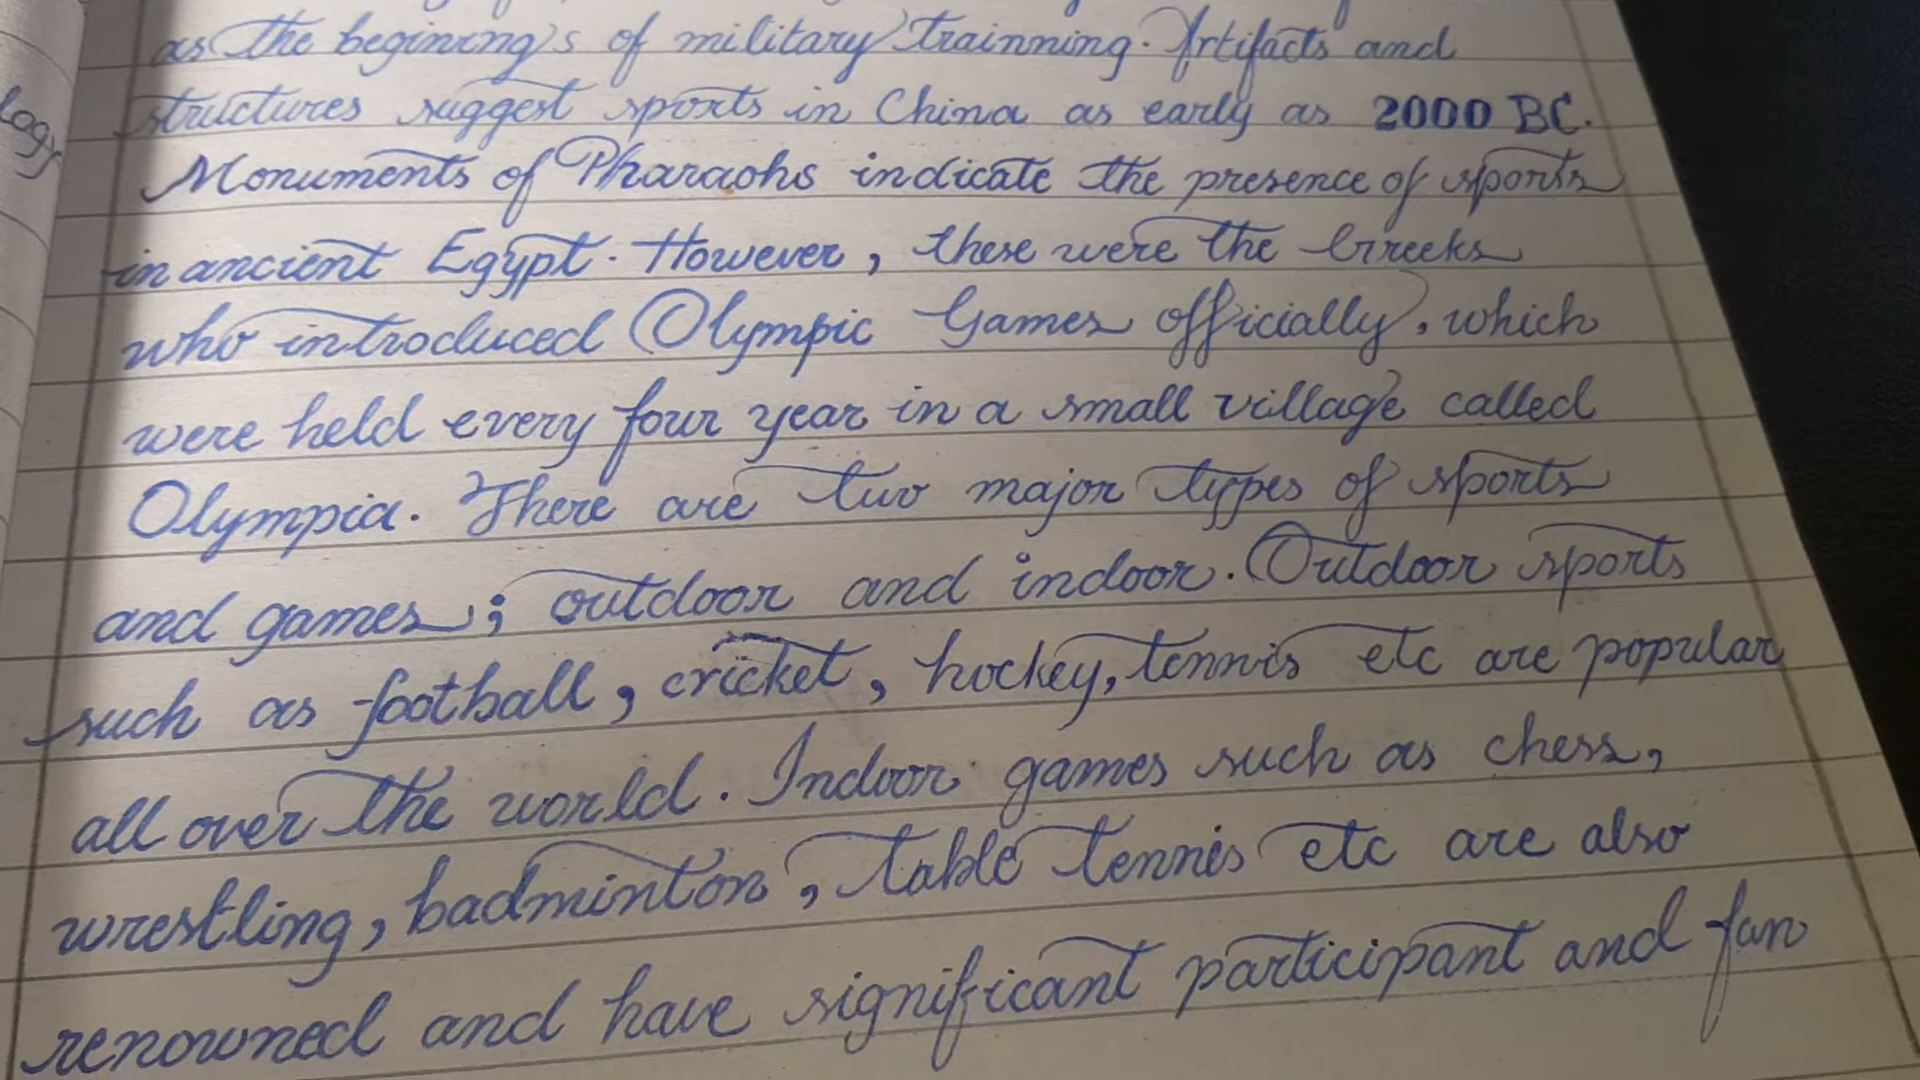 logy
as the begining's of military trainning. Artifacts and
structures suggest sports in China as early as 2000 BC.
Monuments of Pharaohs indicate the presence of sports
in ancient Egypt. However, these were the Greeks
who introduced Olympic Games officially, which
were held every four year in a small village called
Olympia. There are two major types of sports
and games; outdoor and indoor. Outdoor sports
such as football, cricket, hockey, tennis etc are popular
all over the world. Indoor games such as chess,
wrestling, badminton, table tennis etc are also
renowned and have significant participant and fan